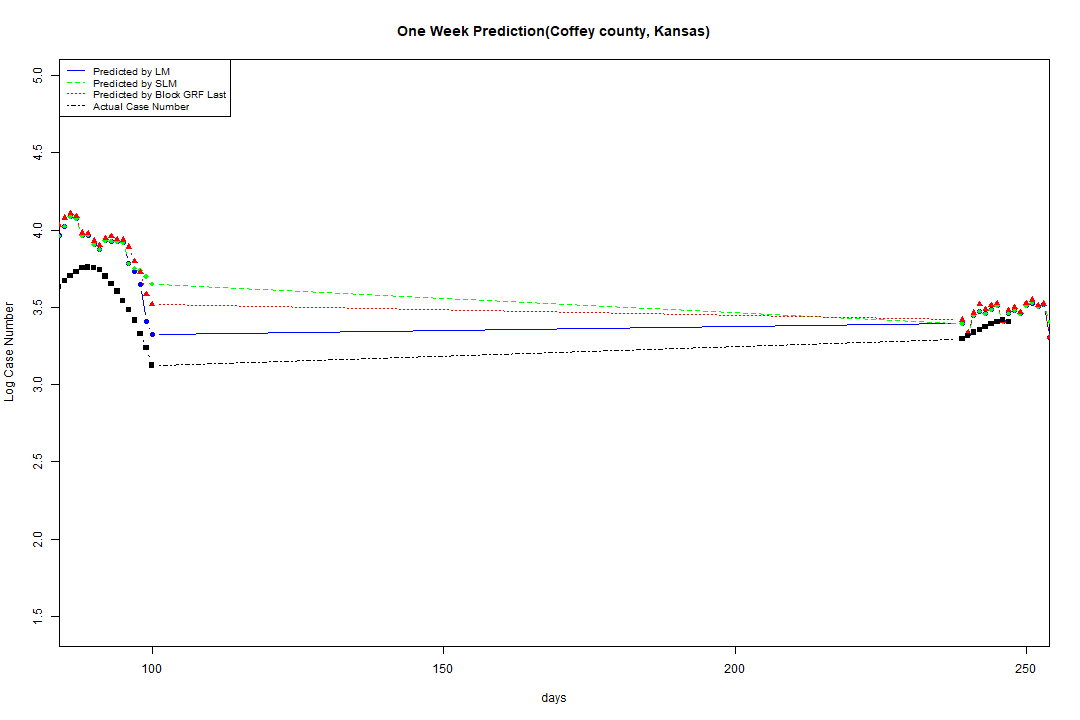 One Week Prediction(Coffey county, Kansas)
Predicted by LM
Predicted by SLM
Predicted by Block GRF Last
Actual Case Number
Log Case Number
5.0
4.5
4.0
3.5
3.0
2.5
2.0
1.5
100
150
200
250
days